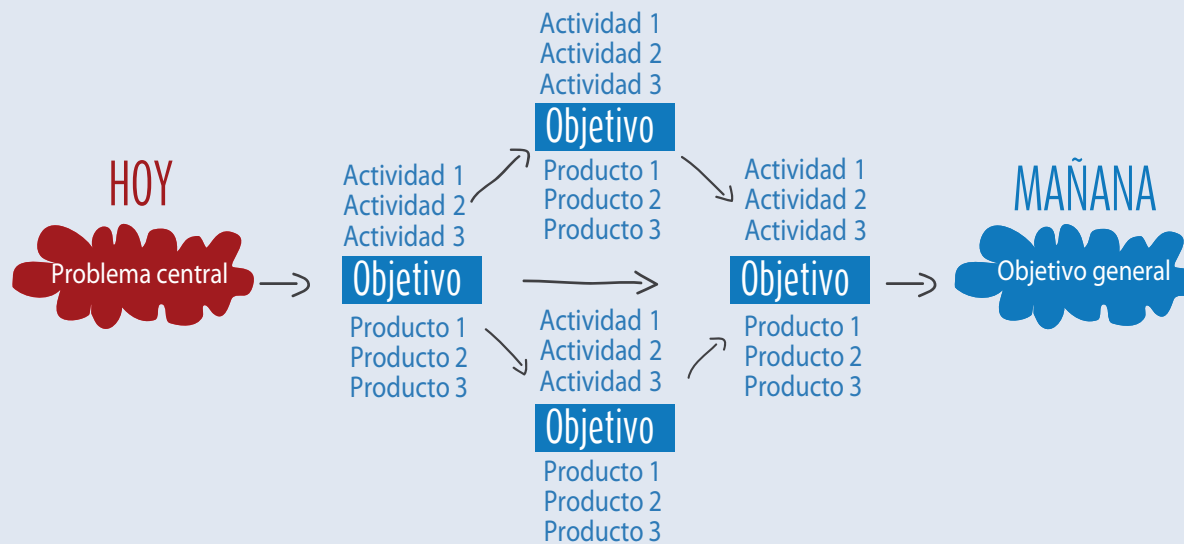 HOY
Problema central
Actividad 1
Actividad 2
Actividad 3
Objetivo
Producto 1
Producto 2
Producto 3
Actividad 1
Actividad 2
Actividad 3
Objetivo
Producto 1
Producto 2
Producto 3
Actividad 1
Actividad 2
Actividad 3
Objetivo
Producto 1
Producto 2
Producto 3
Actividad 1
Actividad 2
Actividad 3
Objetivo
Producto 1
Producto 2
Producto 3
MAÑANA
Objetivo general